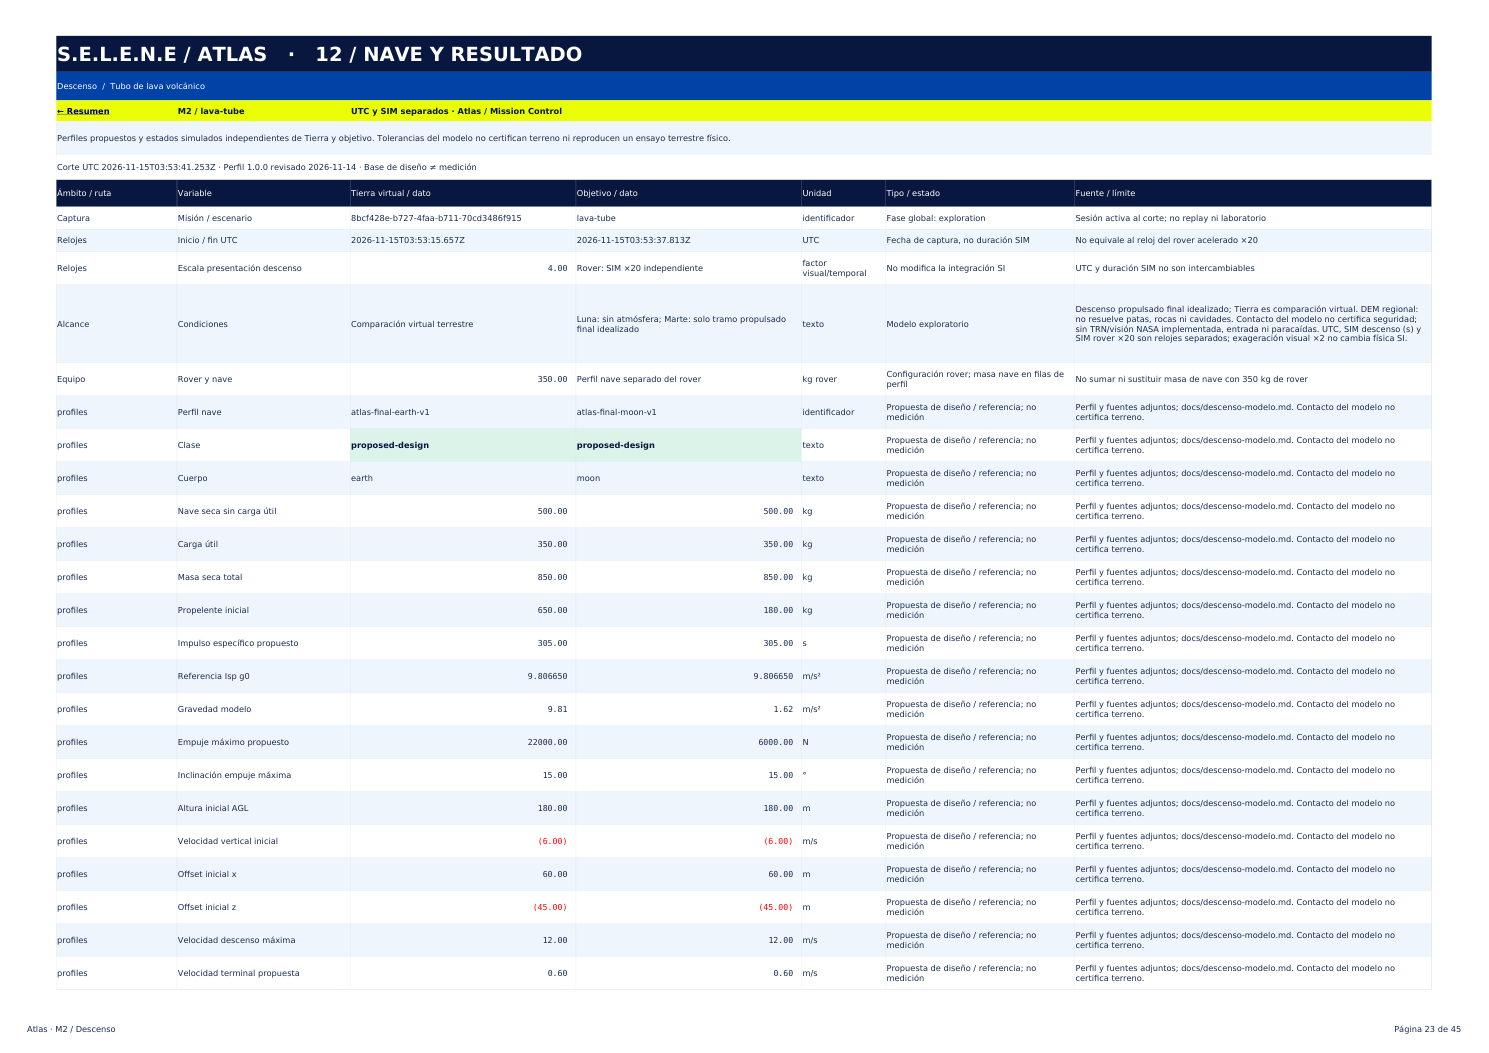 S.E.L.E.N.E / ATLAS · 12 / NAVE Y RESULTADO
Descenso / Tubo de lava volcánico
← Resumen M2 / lava-tube UTC y SIM separados · Atlas / Mission Control
Perfiles propuestos y estados simulados independientes de Tierra y objetivo. Tolerancias del modelo no certifican terreno ni reproducen un ensayo terrestre físico.
Corte UTC 2026-11-15T03:53:41.253Z · Perfil 1.0.0 revisado 2026-11-14 · Base de diseño ≠ medición
Ámbito / ruta Variable Tierra virtual / dato Objetivo / dato Unidad Tipo / estado Fuente / límite
Captura Misión / escenario 8bcf428e-b727-4faa-b711-70cd3486f915 lava-tube identificador Fase global: exploration Sesión activa al corte; no replay ni laboratorio
Relojes Inicio / fin UTC 2026-11-15T03:53:15.657Z 2026-11-15T03:53:37.813Z UTC Fecha de captura, no duración SIM No equivale al reloj del rover acelerado ×20
Relojes Escala presentación descenso 4.00 Rover: SIM ×20 independiente factor
visual/temporal No modifica la integración SI UTC y duración SIM no son intercambiables
Alcance Condiciones Comparación virtual terrestre Luna: sin atmósfera; Marte: solo tramo propulsado
final idealizado texto Modelo exploratorio Descenso propulsado final idealizado; Tierra es comparación virtual. DEM regional:
no resuelve patas, rocas ni cavidades. Contacto del modelo no certifica seguridad;
sin TRN/visión NASA implementada, entrada ni paracaídas. UTC, SIM descenso (s) y
SIM rover ×20 son relojes separados; exageración visual ×2 no cambia física SI.
Equipo Rover y nave 350.00 Perfil nave separado del rover kg rover Configuración rover; masa nave en filas de
perfil No sumar ni sustituir masa de nave con 350 kg de rover
profiles Perfil nave atlas-final-earth-v1 atlas-final-moon-v1 identificador Propuesta de diseño / referencia; no
medición Perfil y fuentes adjuntos; docs/descenso-modelo.md. Contacto del modelo no
certifica terreno.
profiles Clase proposed-design proposed-design texto Propuesta de diseño / referencia; no
medición Perfil y fuentes adjuntos; docs/descenso-modelo.md. Contacto del modelo no
certifica terreno.
profiles Cuerpo earth moon texto Propuesta de diseño / referencia; no
medición Perfil y fuentes adjuntos; docs/descenso-modelo.md. Contacto del modelo no
certifica terreno.
profiles Nave seca sin carga útil 500.00 500.00 kg Propuesta de diseño / referencia; no
medición Perfil y fuentes adjuntos; docs/descenso-modelo.md. Contacto del modelo no
certifica terreno.
profiles Carga útil 350.00 350.00 kg Propuesta de diseño / referencia; no
medición Perfil y fuentes adjuntos; docs/descenso-modelo.md. Contacto del modelo no
certifica terreno.
profiles Masa seca total 850.00 850.00 kg Propuesta de diseño / referencia; no
medición Perfil y fuentes adjuntos; docs/descenso-modelo.md. Contacto del modelo no
certifica terreno.
profiles Propelente inicial 650.00 180.00 kg Propuesta de diseño / referencia; no
medición Perfil y fuentes adjuntos; docs/descenso-modelo.md. Contacto del modelo no
certifica terreno.
profiles Impulso específico propuesto 305.00 305.00 s Propuesta de diseño / referencia; no
medición Perfil y fuentes adjuntos; docs/descenso-modelo.md. Contacto del modelo no
certifica terreno.
profiles Referencia Isp g0 9.806650 9.806650 m/s² Propuesta de diseño / referencia; no
medición Perfil y fuentes adjuntos; docs/descenso-modelo.md. Contacto del modelo no
certifica terreno.
profiles Gravedad modelo 9.81 1.62 m/s² Propuesta de diseño / referencia; no
medición Perfil y fuentes adjuntos; docs/descenso-modelo.md. Contacto del modelo no
certifica terreno.
profiles Empuje máximo propuesto 22000.00 6000.00 N Propuesta de diseño / referencia; no
medición Perfil y fuentes adjuntos; docs/descenso-modelo.md. Contacto del modelo no
certifica terreno.
profiles Inclinación empuje máxima 15.00 15.00 ° Propuesta de diseño / referencia; no
medición Perfil y fuentes adjuntos; docs/descenso-modelo.md. Contacto del modelo no
certifica terreno.
profiles Altura inicial AGL 180.00 180.00 m Propuesta de diseño / referencia; no
medición Perfil y fuentes adjuntos; docs/descenso-modelo.md. Contacto del modelo no
certifica terreno.
profiles Velocidad vertical inicial (6.00) (6.00) m/s Propuesta de diseño / referencia; no
medición Perfil y fuentes adjuntos; docs/descenso-modelo.md. Contacto del modelo no
certifica terreno.
profiles Offset inicial x 60.00 60.00 m Propuesta de diseño / referencia; no
medición Perfil y fuentes adjuntos; docs/descenso-modelo.md. Contacto del modelo no
certifica terreno.
profiles Offset inicial z (45.00) (45.00) m Propuesta de diseño / referencia; no
medición Perfil y fuentes adjuntos; docs/descenso-modelo.md. Contacto del modelo no
certifica terreno.
profiles Velocidad descenso máxima 12.00 12.00 m/s Propuesta de diseño / referencia; no
medición Perfil y fuentes adjuntos; docs/descenso-modelo.md. Contacto del modelo no
certifica terreno.
profiles Velocidad terminal propuesta 0.60 0.60 m/s Propuesta de diseño / referencia; no
medición Perfil y fuentes adjuntos; docs/descenso-modelo.md. Contacto del modelo no
certifica terreno.
Atlas · M2 / Descenso Página 23 de 45